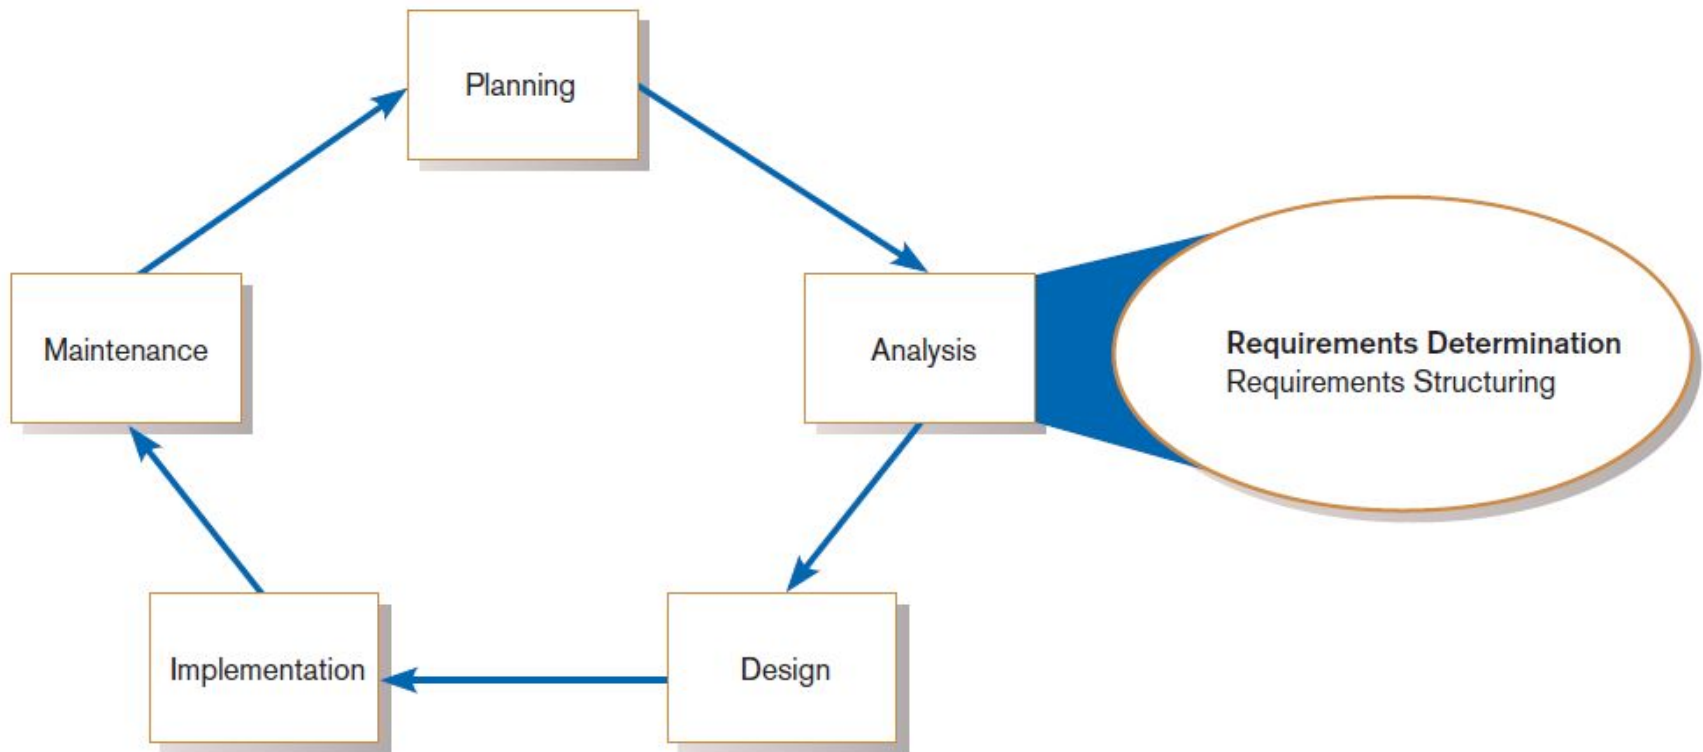 Planning
Maintenance
Analysis
Requirements Determination
Requirements Structuring
Implementation
Design